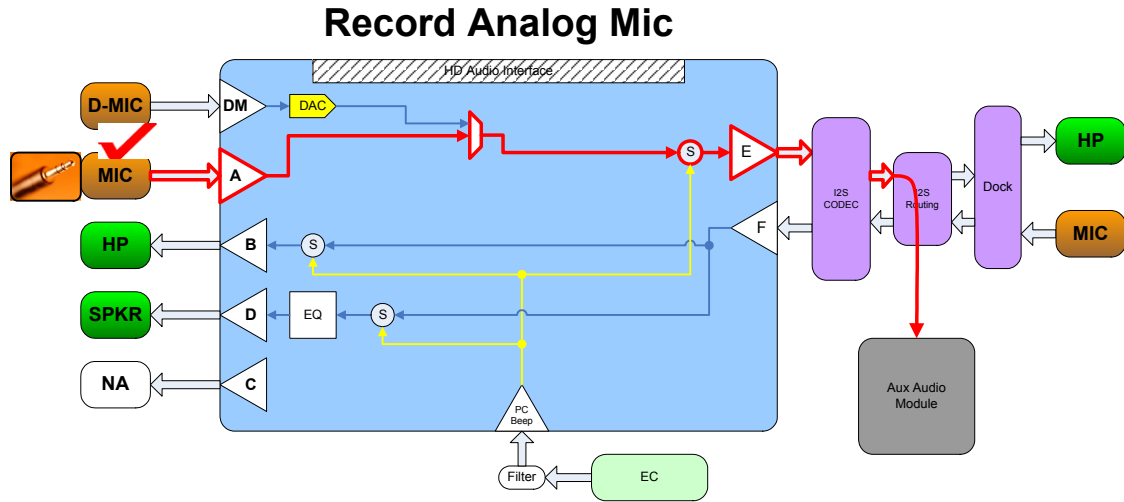 Record Analog Mic
HD Audio Interface
D-MIC
DM
DAC
MIC
A
S
E
I2S
CODEC
I2S
Routing
Dock
HP
MIC
HP
B
S
F
SPKR
D
EQ
S
NA
C
PC
Beep
Filter
EC
Aux Audio
Module